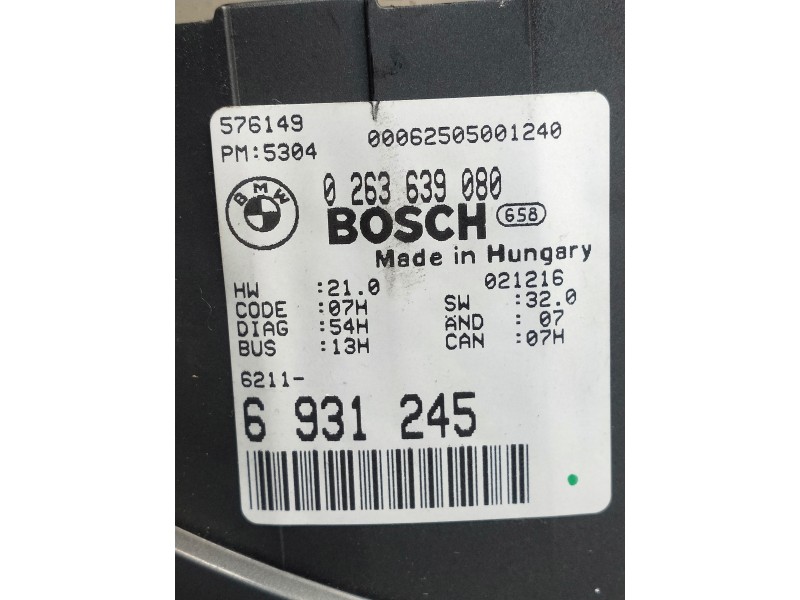 576149 00062505001240
PM:5304
BMW
0 263 639 080
BOSCH 658
Made in Hungary
021216
HW :21.0 SW :32.0
CODE :07H ÄND : 07
DIAG :54H CAN :07H
BUS :13H
6211-
6 931 245